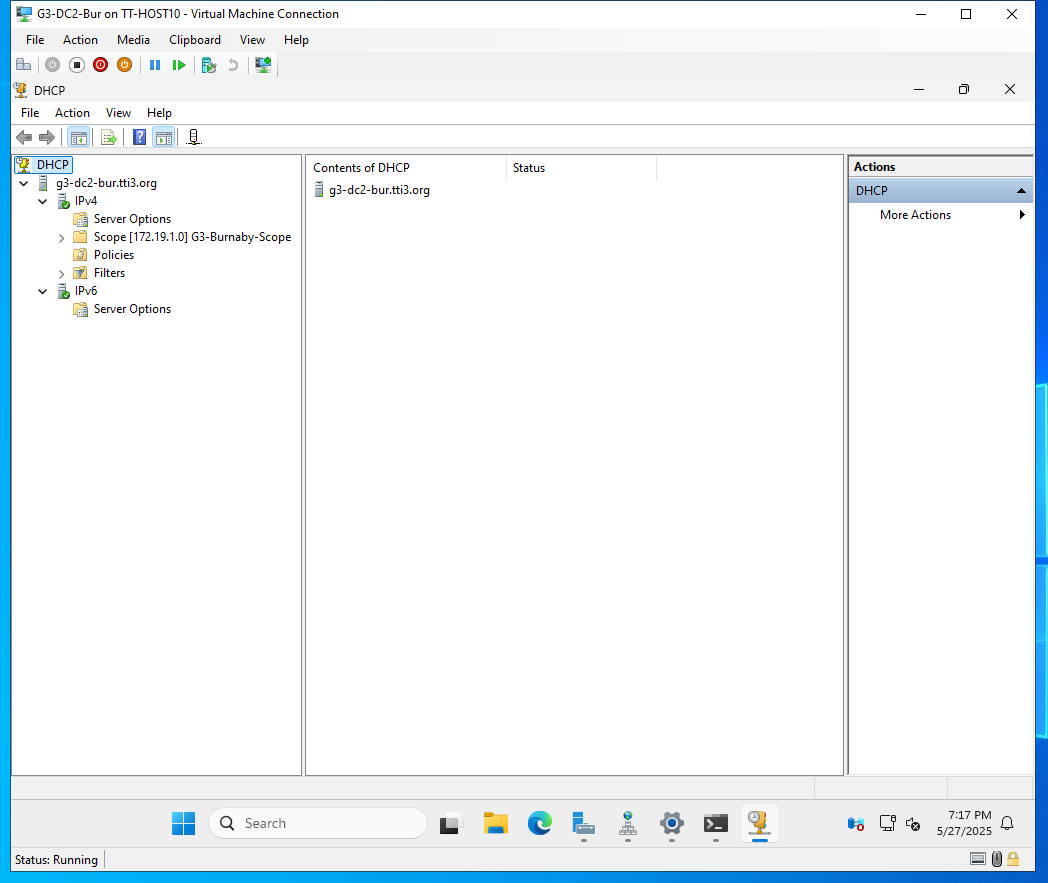 G3-DC2-Bur on TT-HOST10 - Virtual Machine Connection
File Action Media Clipboard View Help
DHCP
File Action View Help
DHCP
g3-dc2-bur.tti3.org
IPv4
Server Options
Scope [172.19.1.0] G3-Burnaby-Scope
Policies
Filters
IPv6
Server Options
Contents of DHCP Status
g3-dc2-bur.tti3.org
Actions
DHCP
More Actions
Search
7:17 PM
5/27/2025
Status: Running